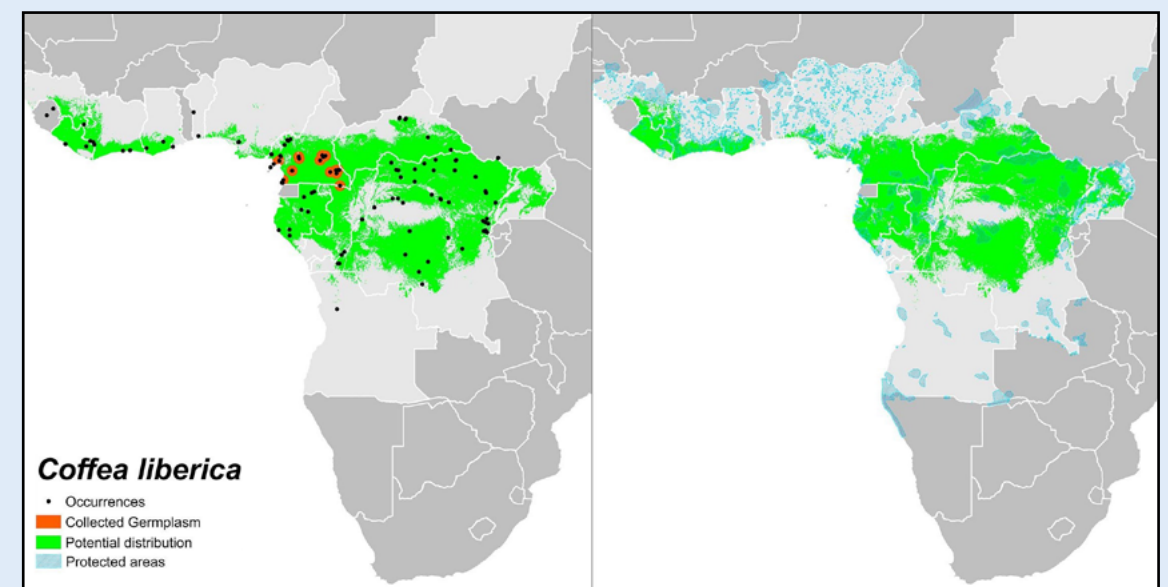 Coffea liberica
Occurrences
Collected Germplasm
Potential distribution
Protected areas